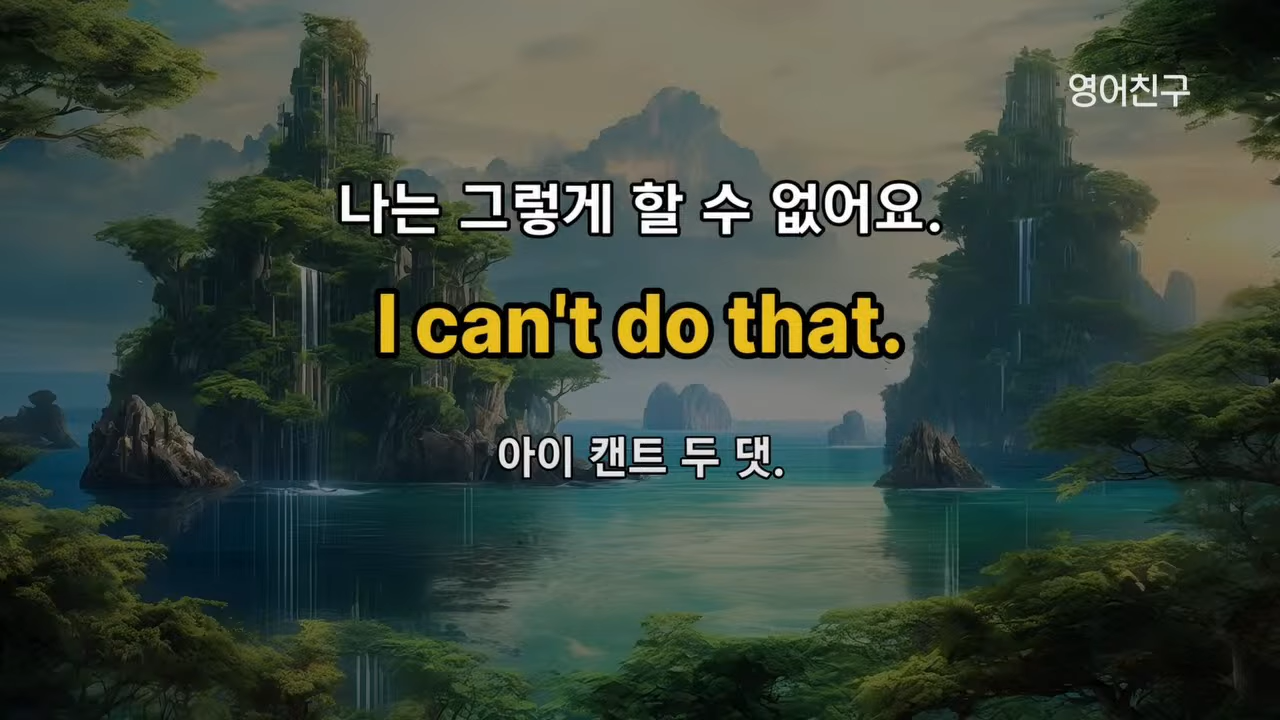 영어친구
나는 그렇게 할 수 없어요.
I can't do that.
아이 캔트 두 댓.